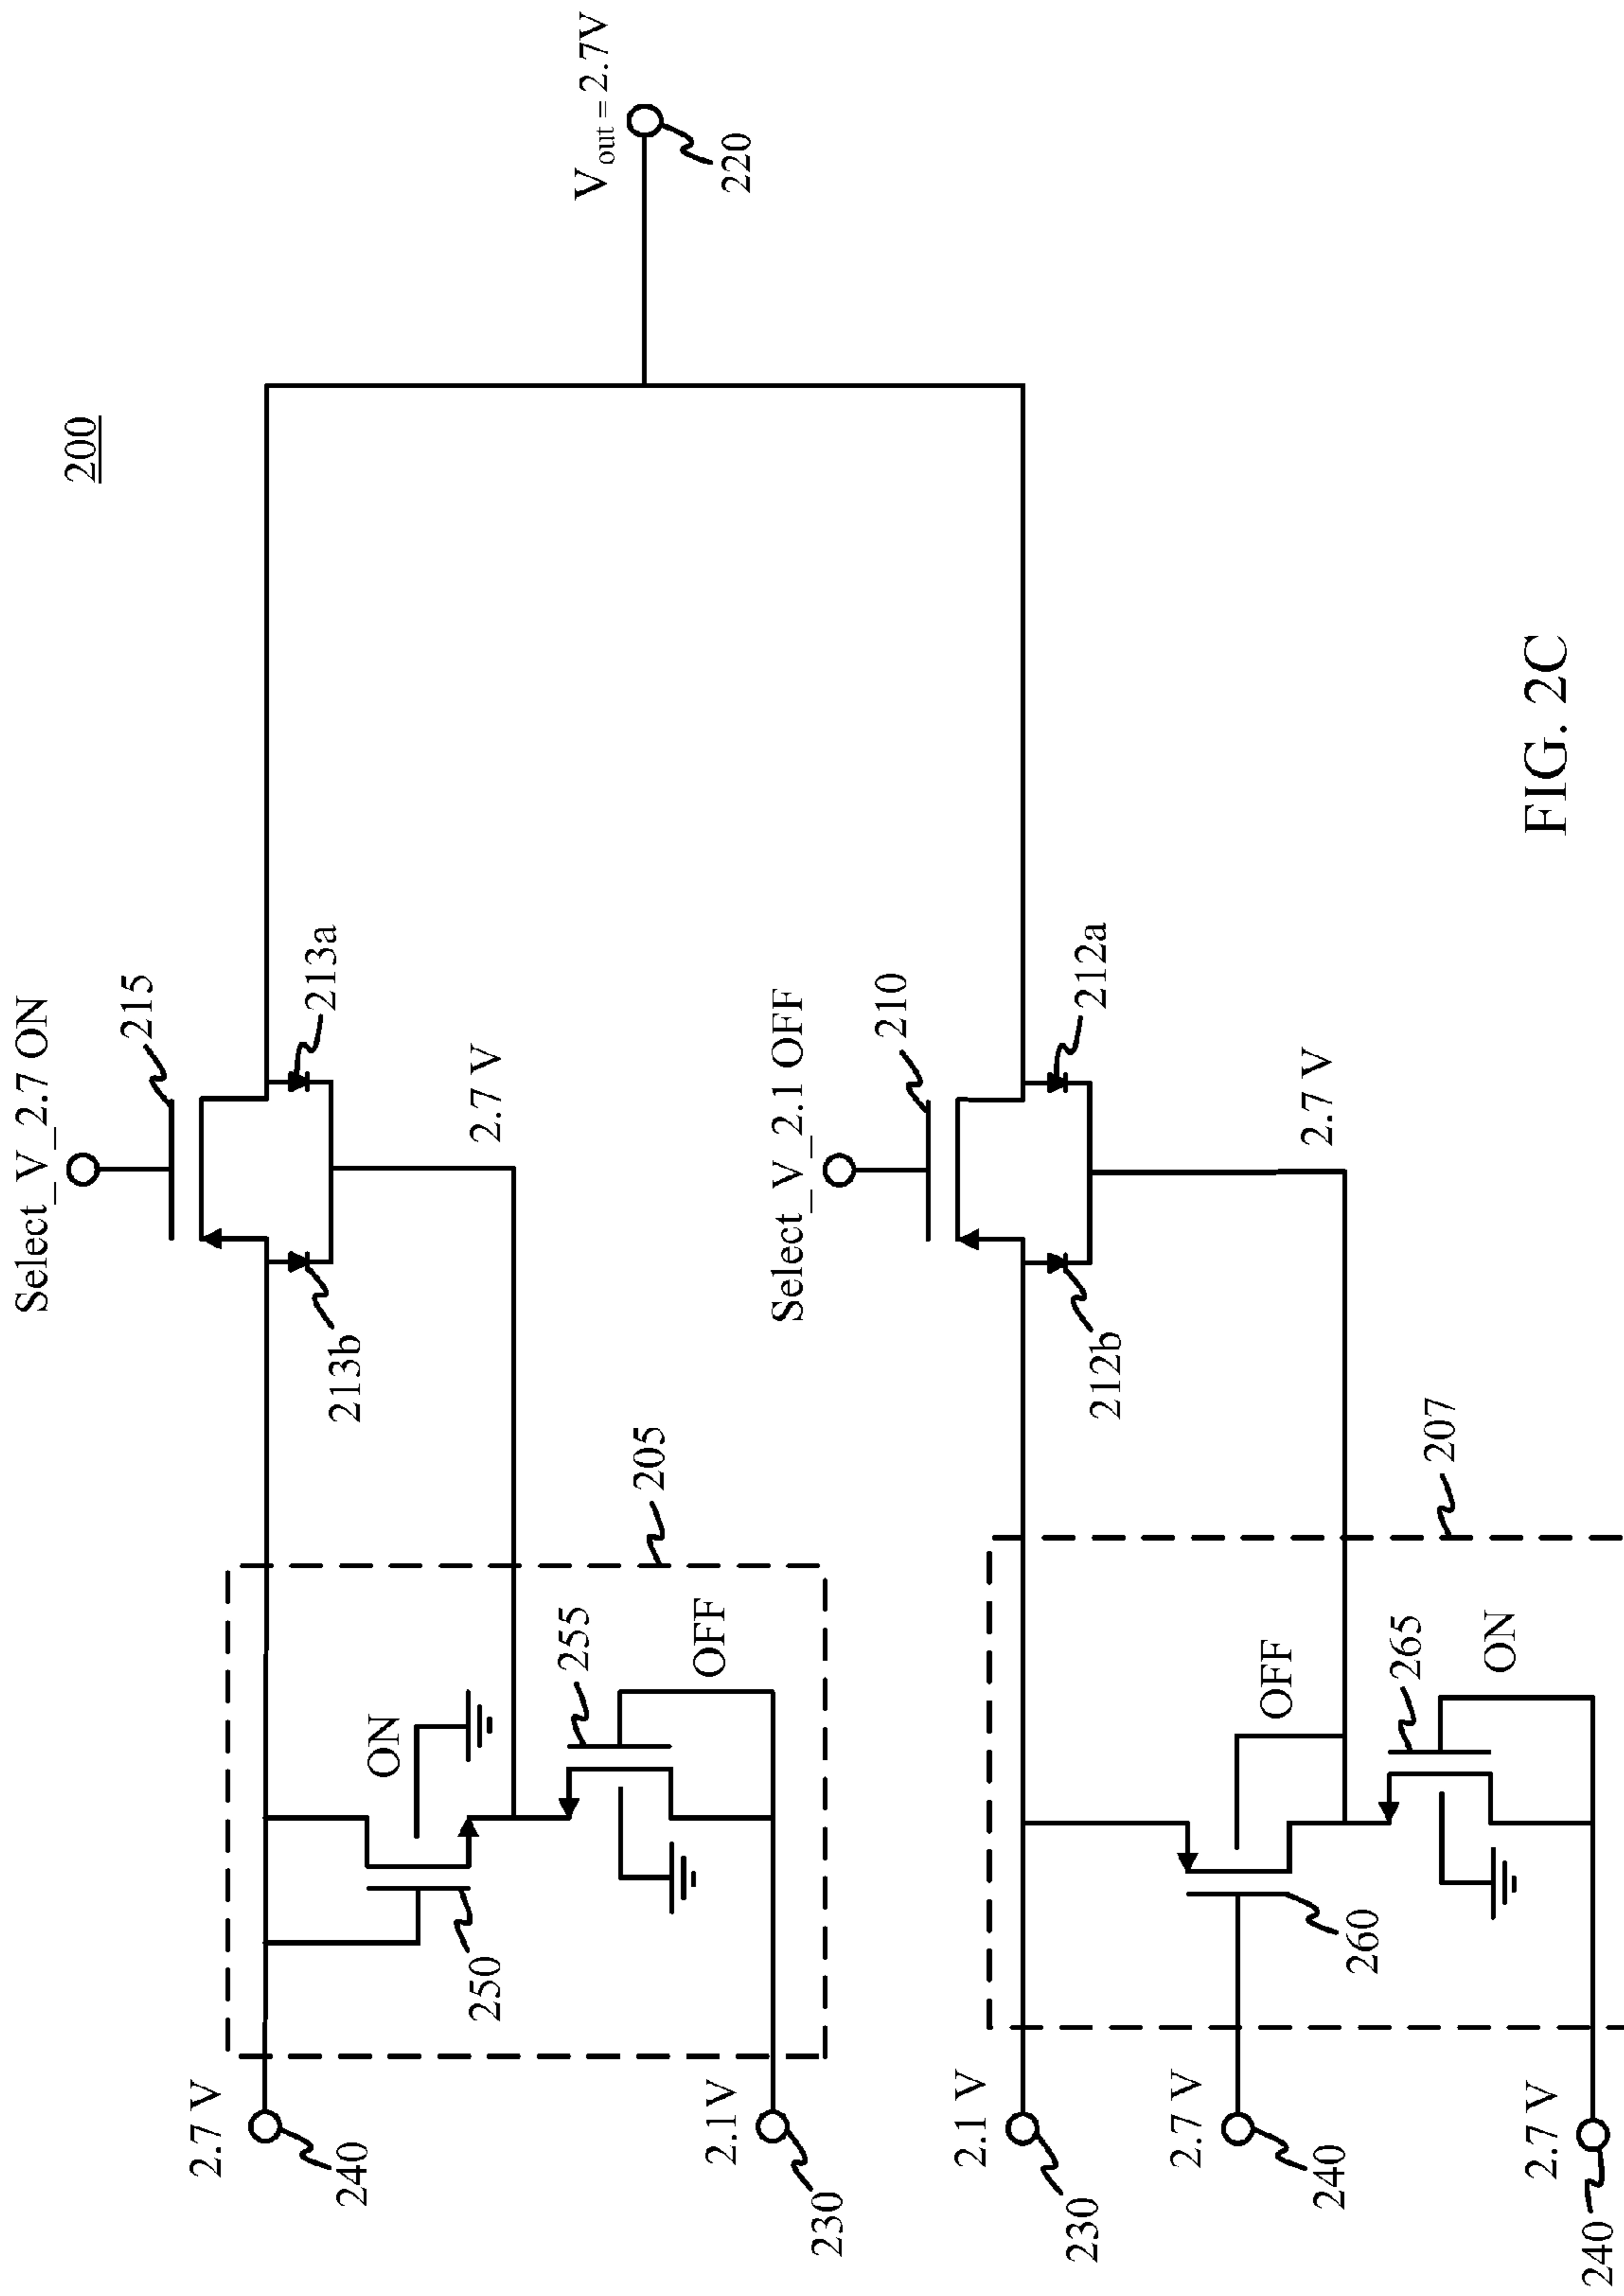 200
Select_V_2.7 ON
215
213b
213a
2.7 V
V out = 2.7V
220
2.7 V
240
250
ON
205
255
OFF
2.1V
230
Select_V_2.1 OFF
210
212b
212a
2.7 V
2.1 V
230
207
OFF
2.7 V
240
260
265
ON
2.7 V
240
FIG. 2C